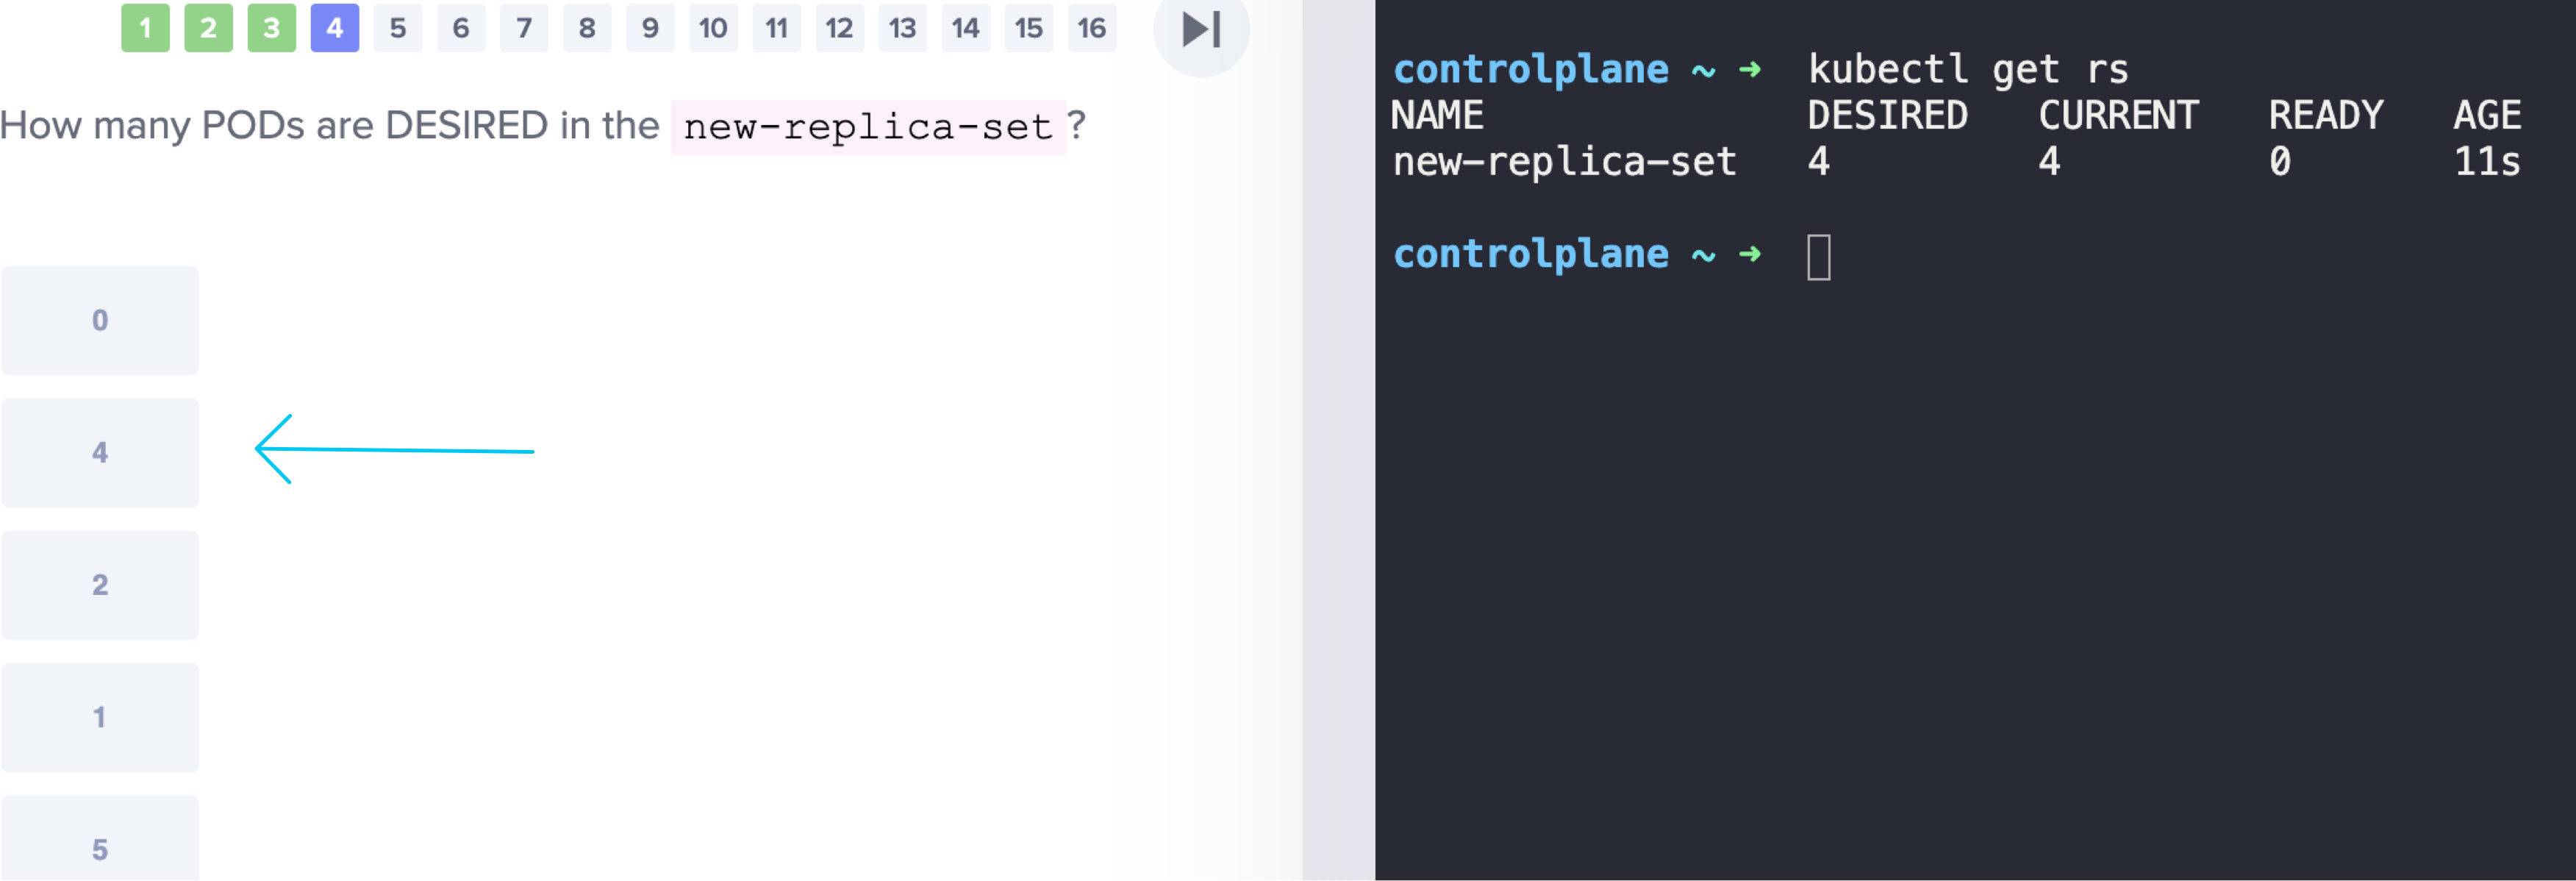 1 2 3 4 5 6 7 8 9 10 11 12 13 14 15 16
How many PODs are DESIRED in the new-replica-set ?
0
4
2
1
5
controlplane ~ ➜ kubectl get rs
NAME DESIRED CURRENT READY AGE
new-replica-set 4 4 0 11s
controlplane ~ ➜